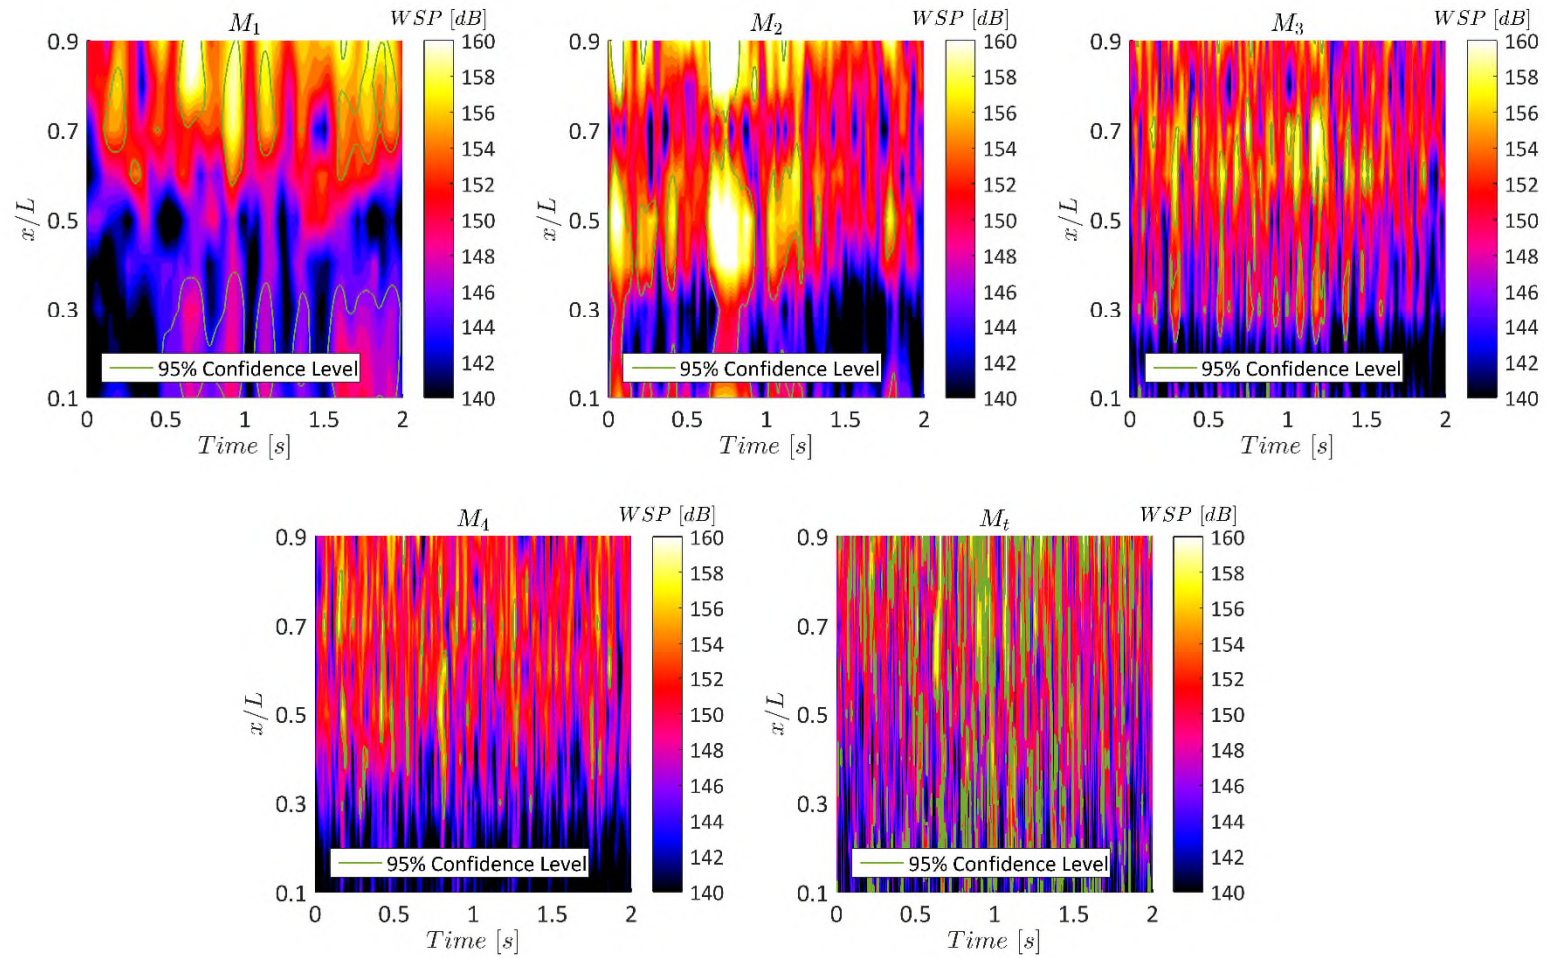 M₁
WSP [dB]
0.9
0.7
0.5
0.3
0.1
x/L
95% Confidence Level
0 0.5 1 1.5 2
Time [s]
160
158
156
154
152
150
148
146
144
142
140
M₂
WSP [dB]
0.9
0.7
0.5
0.3
0.1
x/L
95% Confidence Level
0 0.5 1 1.5 2
Time [s]
160
158
156
154
152
150
148
146
144
142
140
M₃
WSP [dB]
0.9
0.7
0.5
0.3
0.1
x/L
95% Confidence Level
0 0.5 1 1.5 2
Time [s]
160
158
156
154
152
150
148
146
144
142
140
M₄
WSP [dB]
0.9
0.7
0.5
0.3
0.1
x/L
95% Confidence Level
0 0.5 1 1.5 2
Time [s]
160
158
156
154
152
150
148
146
144
142
140
Mₜ
WSP [dB]
0.9
0.7
0.5
0.3
0.1
x/L
95% Confidence Level
0 0.5 1 1.5 2
Time [s]
160
158
156
154
152
150
148
146
144
142
140